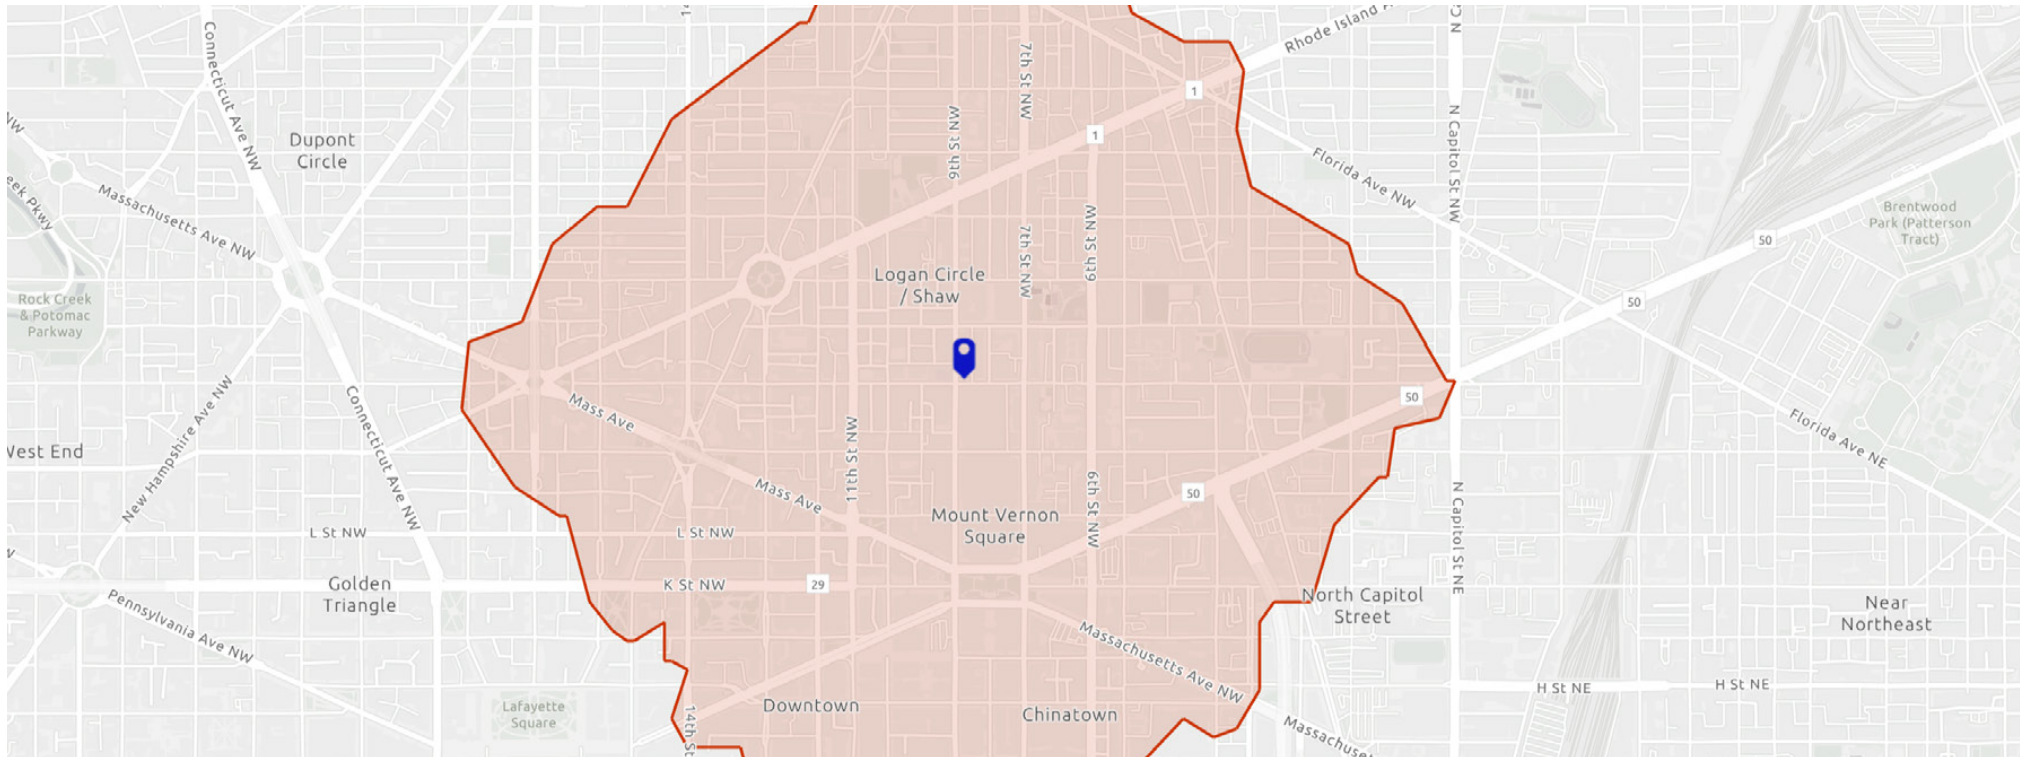 Connecticut Ave NW
14
7th St NW
Rhode Island A
N C
1
9th St NW
1
N Capitol St NW
NW
Dupont
Circle
Florida Ave NW
Massachusetts Ave NW
eek Pkwy
Brentwood
Park (Patterson
Tract)
50
7th St NW
6th St NW
Logan Circle
/ Shaw
Rock Creek
& Potomac
Parkway
50
50
Mass Ave
Connecticut Ave NW
New Hampshire Ave NW
Florida Ave NE
West End
11th St NW
Mass Ave
50
6th St NW
N Capitol St NE
Mount Vernon
Square
L St NW
L St NW
W
Golden
Triangle
K St NW
29
North Capitol
Street
Near
Northeast
Pennsylvania Ave NW
Massachusetts Ave NW
H St NE
H St NE
Lafayette
Square
14th St
Downtown
Chinatown
Massachuse